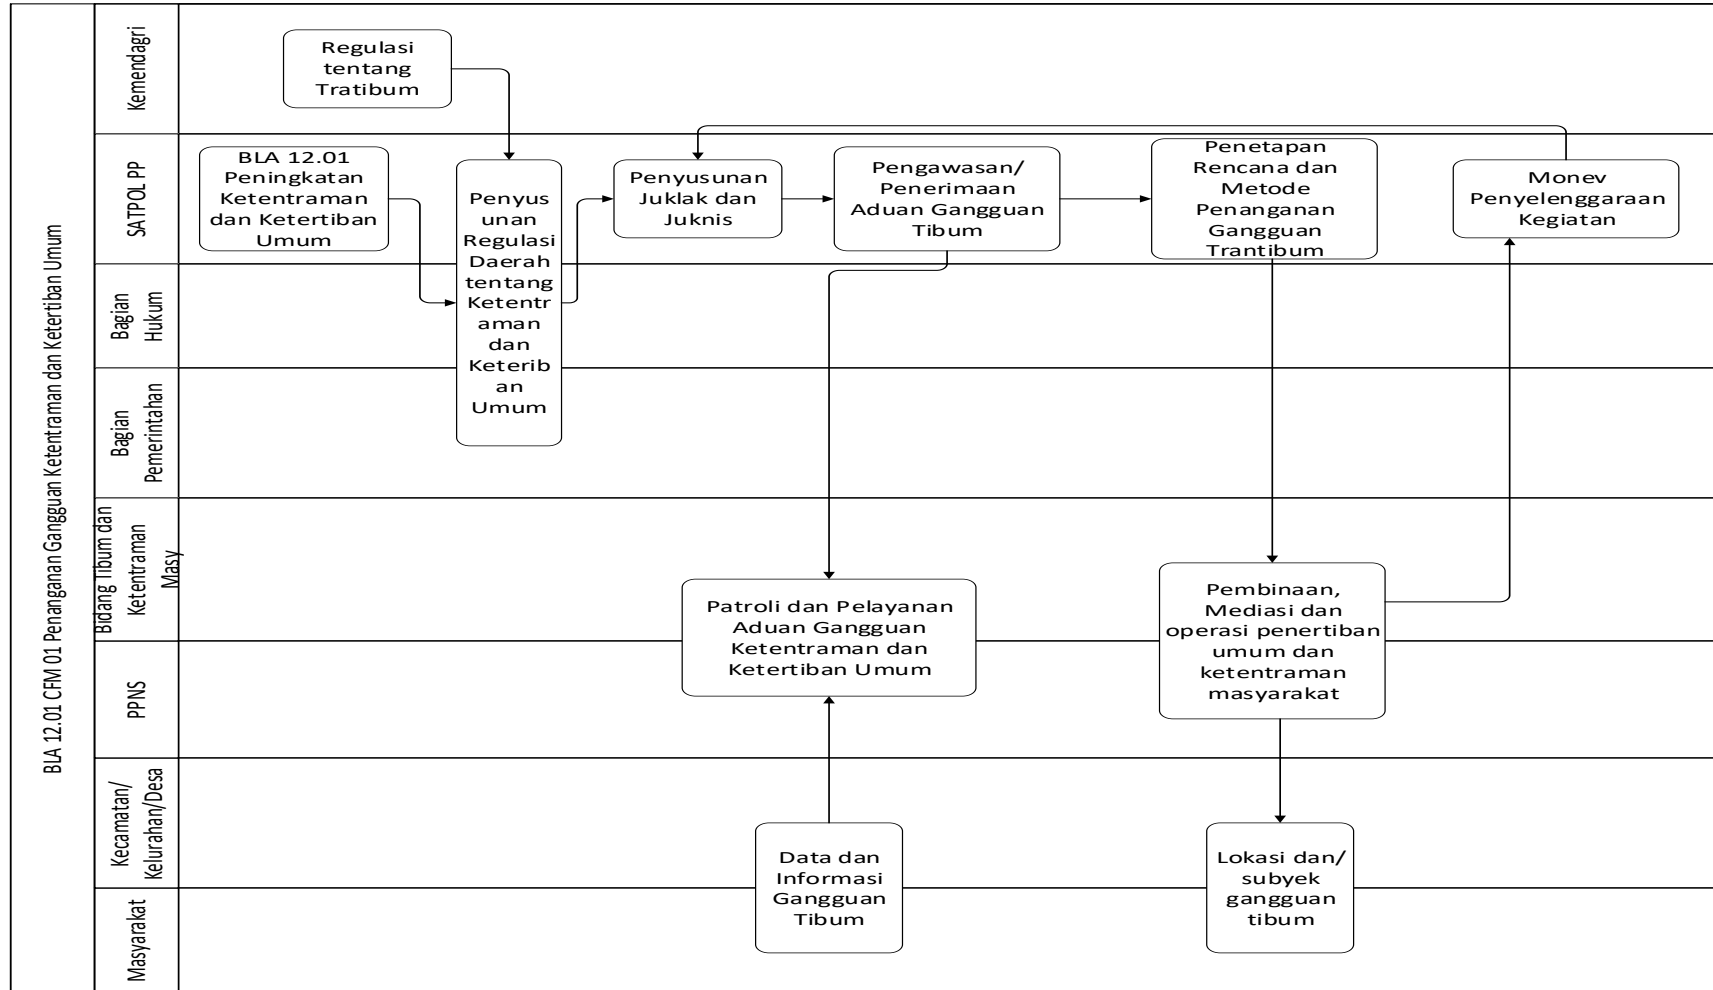 BLA 12.01 CFM 01 Penanganan Gangguan Ketentraman dan Ketertiban Umum
Kemendagri
Regulasi
tentang
Tratibum
SATPOL PP
BLA 12.01
Peningkatan
Ketentraman
dan Ketertiban
Umum
Penyus
unan
Regulasi
Daerah
tentang
Ketentr
aman
dan
Keterib
an
Umum
Penyusunan
Juklak dan
Juknis
Pengawasan/
Penerimaan
Aduan Gangguan
Tibum
Penetapan
Rencana dan
Metode
Penanganan
Gangguan
Trantibum
Monev
Penyelenggaraan
Kegiatan
Bagian
Hukum
Bagian
Pemerintahan
Bidang Tibum dan
Ketentraman
Masy
Patroli dan Pelayanan
Aduan Gangguan
Ketentraman dan
Ketertiban Umum
Pembinaan,
Mediasi dan
operasi penertiban
umum dan
ketentraman
masyarakat
PPNS
Kecamatan/
Kelurahan/Desa
Data dan
Informasi
Gangguan
Tibum
Lokasi dan/
subyek
gangguan
tibum
Masyarakat